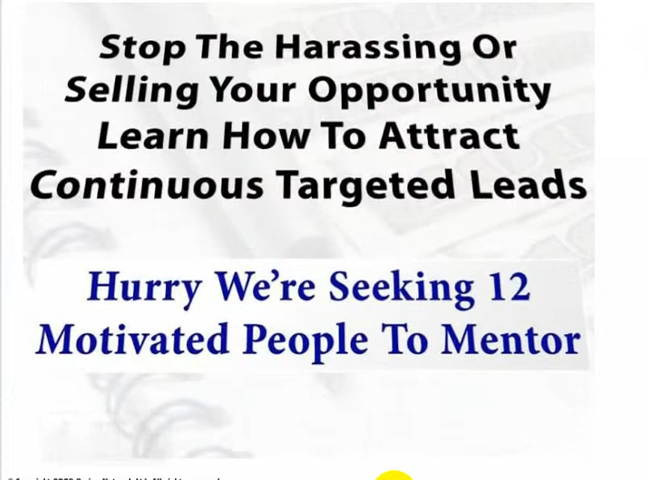 Stop The Harassing Or
Selling Your Opportunity
Learn How To Attract
Continuous Targeted Leads
Hurry We're Seeking 12
Motivated People To Mentor